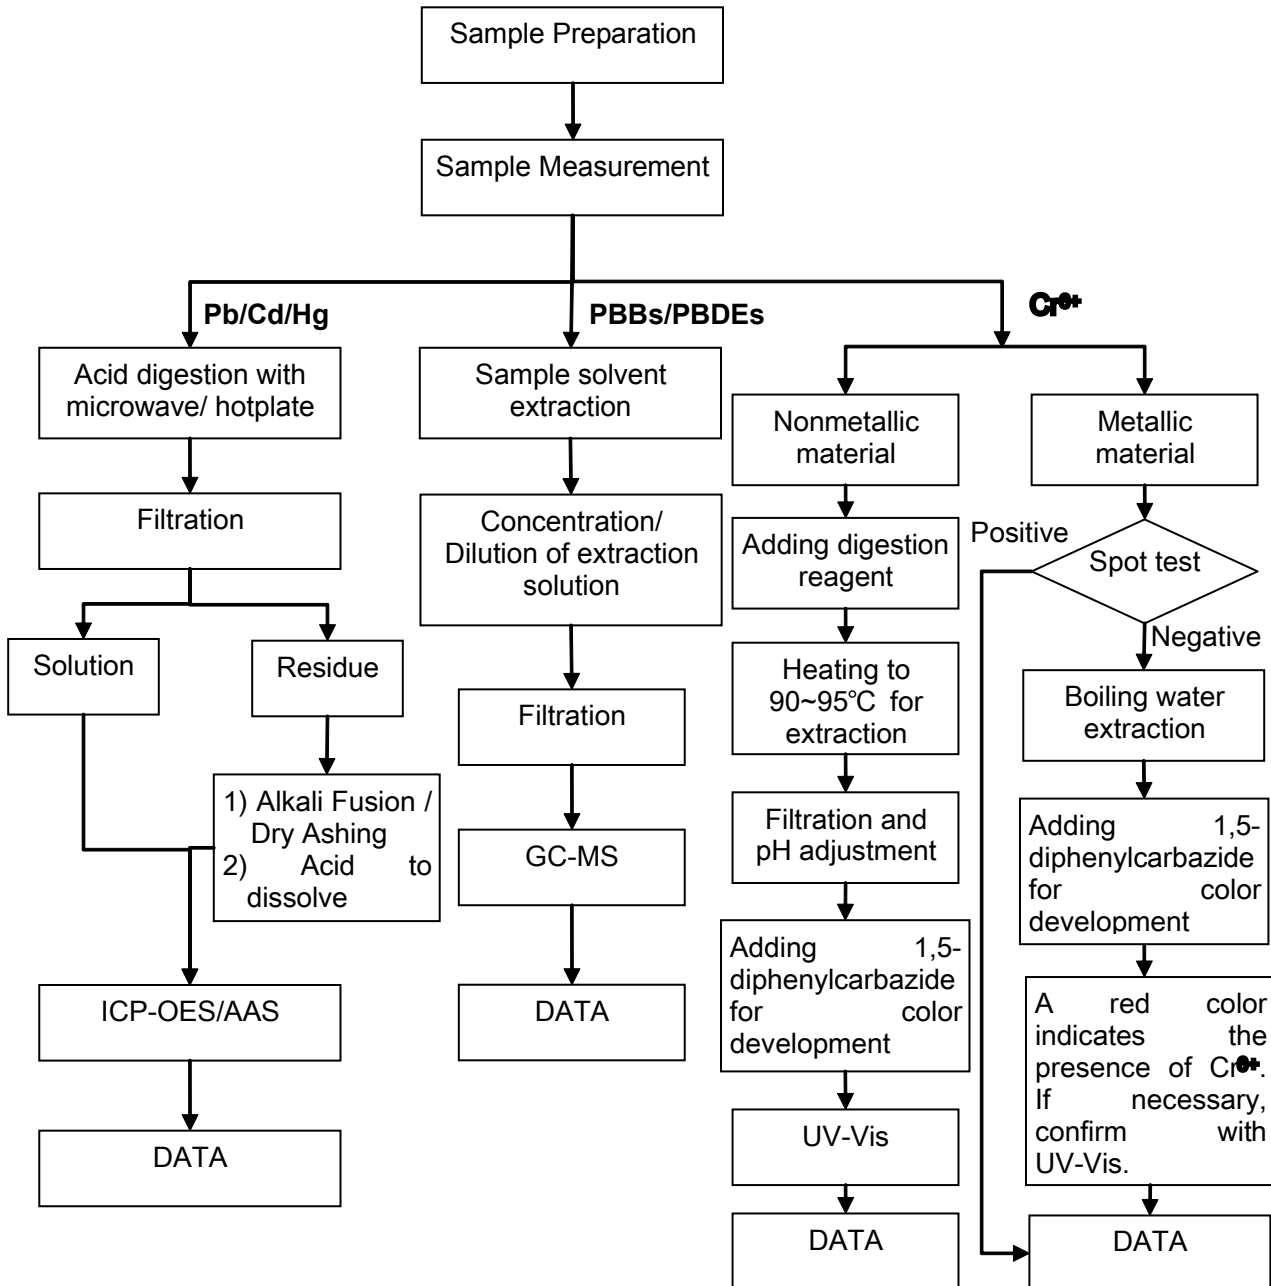 Sample Preparation
Sample Measurement
Pb/Cd/Hg
PBBs/PBDEs
Cr6+
Acid digestion with
microwave/ hotplate
Filtration
Solution
Residue
1) Alkali Fusion /
Dry Ashing
2) Acid to
dissolve
ICP-OES/AAS
DATA
Sample solvent
extraction
Concentration/
Dilution of extraction
solution
Filtration
GC-MS
DATA
Nonmetallic
material
Adding digestion
reagent
Heating to
90~95℃ for
extraction
Filtration and
pH adjustment
Adding 1,5-
diphenylcarbazide
for color
development
UV-Vis
DATA
Metallic
material
Positive
Spot test
Negative
Boiling water
extraction
Adding 1,5-
diphenylcarbazide
for color
development
A red color
indicates the
presence of Cr6+.
If necessary,
confirm with
UV-Vis.
DATA